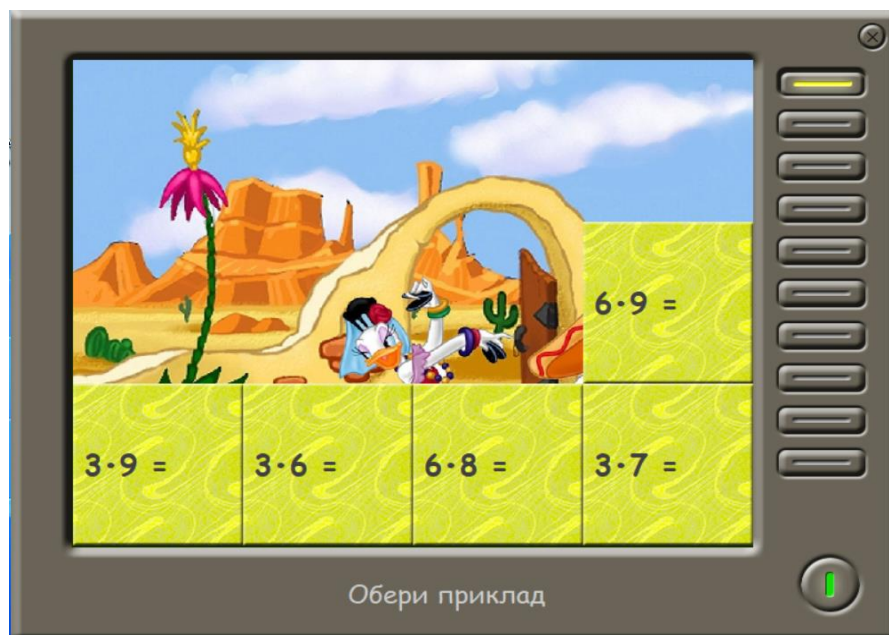 6·9 =
3·9 = 3·6 = 6·8 = 3·7 =
Обери приклад